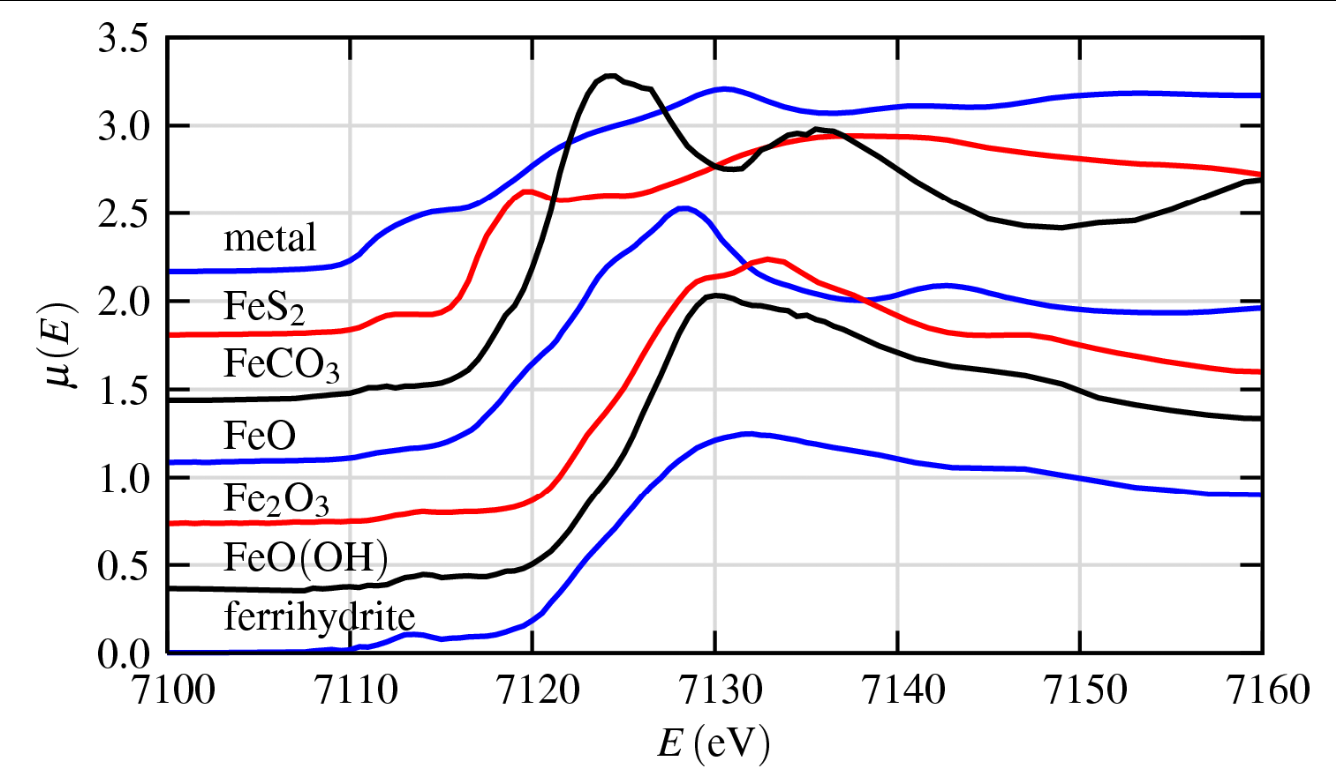 3.5
3.0
2.5
2.0
1.5
1.0
0.5
0.0
μ(E)
metal
FeS₂
FeCO₃
FeO
Fe₂O₃
FeO(OH)
ferrihydrite
7100 7110 7120 7130 7140 7150 7160
E (eV)